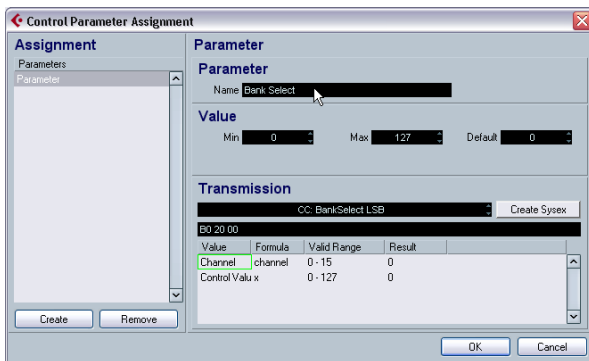 Control Parameter Assignment
Assignment
Parameters
Parameter
Create
Remove
Parameter
Parameter
Name Bank Select
Value
Min 0 Max 127 Default 0
Transmission
CC: BankSelect LSB
Create Sysex
B0 20 00
Value Formula Valid Range Result
Channel channel 0 - 15 0
Control Valu x 0 - 127 0
OK Cancel